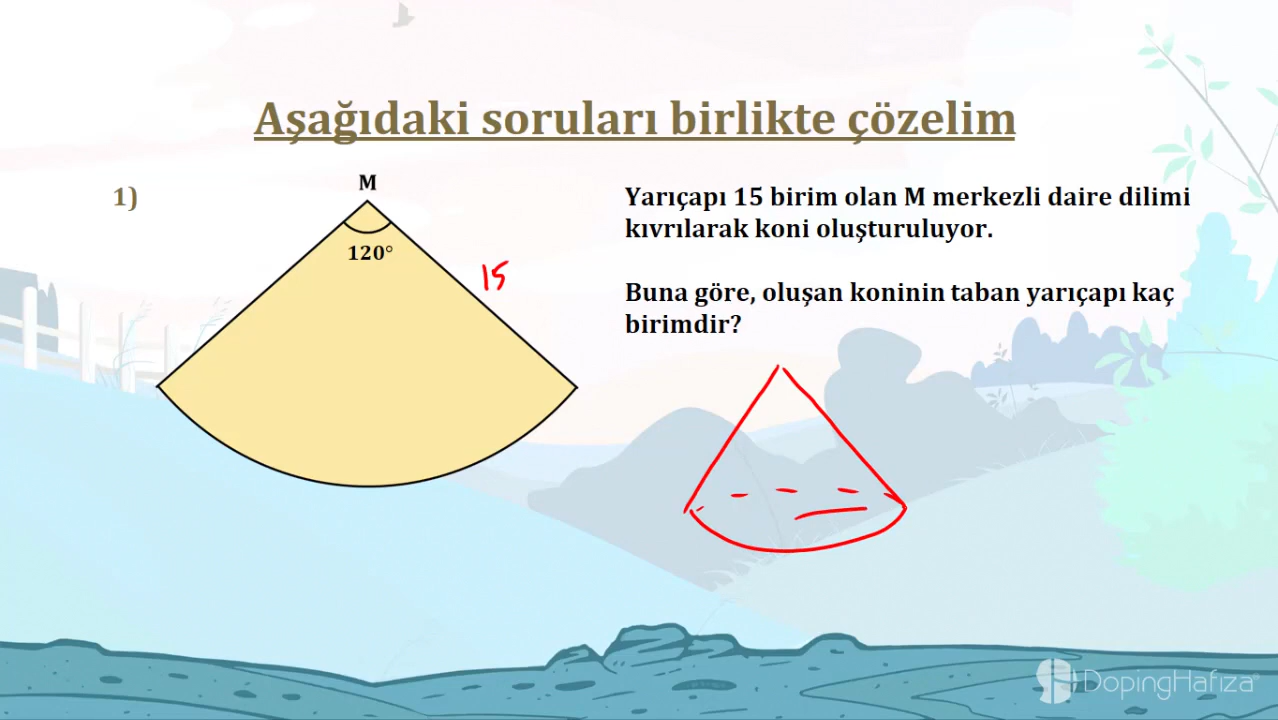 Aşağıdaki soruları birlikte çözelim
1)
M
120°
15
Yarıçapı 15 birim olan M merkezli daire dilimi
kıvrılarak koni oluşturuluyor.
Buna göre, oluşan koninin taban yarıçapı kaç
birimdir?
DopingHafıza